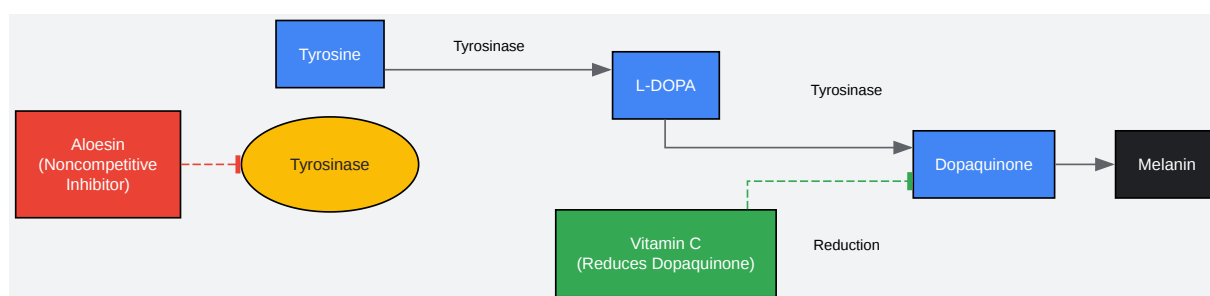 Tyrosine
Tyrosinase
L-DOPA
Tyrosinase
Aloesin
(Noncompetitive
Inhibitor)
Tyrosinase
Dopaquinone
Melanin
Vitamin C
(Reduces Dopaquinone)
Reduction